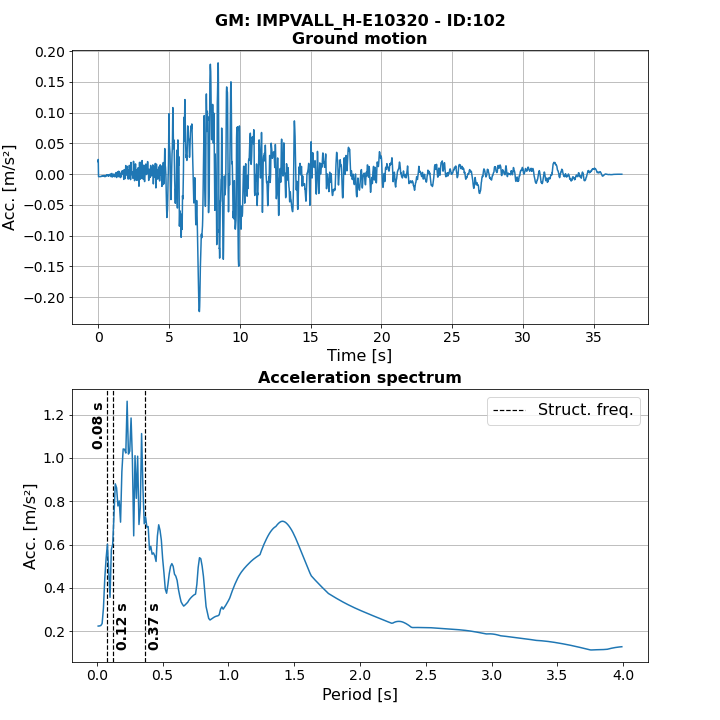 GM: IMPVALL_H-E10320 - ID:102
Ground motion
0.20
0.15
0.10
0.05
0.00
−0.05
−0.10
−0.15
−0.20
Acc. [m/s²]
0 5 10 15 20 25 30 35
Time [s]
Acceleration spectrum
Struct. freq.
1.2
1.0
0.8
0.6
0.4
0.2
Acc. [m/s²]
0.08 s
0.12 s
0.37 s
0.0 0.5 1.0 1.5 2.0 2.5 3.0 3.5 4.0
Period [s]